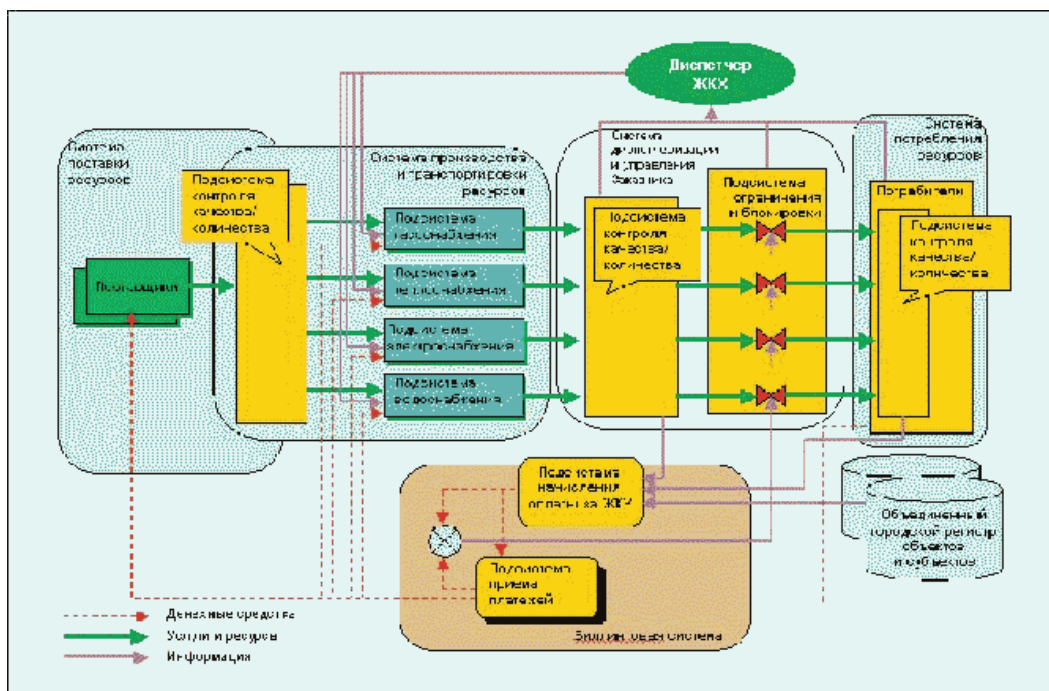 Диспетчер
ЖКХ
Система
поставки
ресурсов
Подсистема
контроля
качества/
количества
Система производства
и транспортировки
ресурсов
Система
диспетчеризации
и управления
Заказчика
Подсистема
ограничения
и блокировки
Система
потребления
ресурсов
Потребители
Подсистема
контроля
качества/
количества
Подсистема
контроля
качества/
количества
Поставщики
Подсистема
газоснабжения
Подсистема
теплоснабжения
Подсистема
электроснабжения
Подсистема
водоснабжения
Подсистема
начисления
оплаты за ЖКУ
Объединенный
городской регистр
объектов
и субъектов
Подсистема
приема
платежей
Биллинговая система
Денежные средства
Услуги и ресурсы
Информация